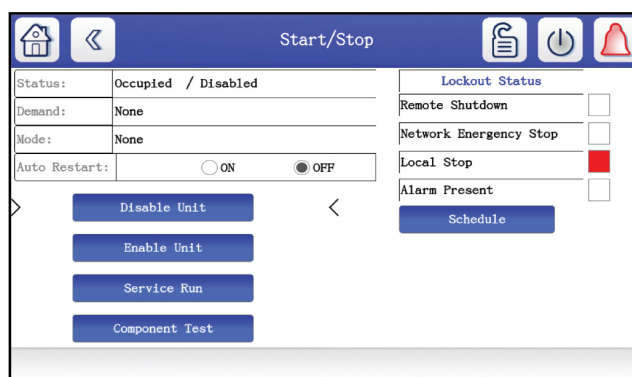 Start/Stop
Status: Occupied / Disabled
Demand: None
Mode: None
Auto Restart: ON OFF
Disable Unit
Enable Unit
Service Run
Component Test
Lockout Status
Remote Shutdown
Network Emergency Stop
Local Stop
Alarm Present
Schedule